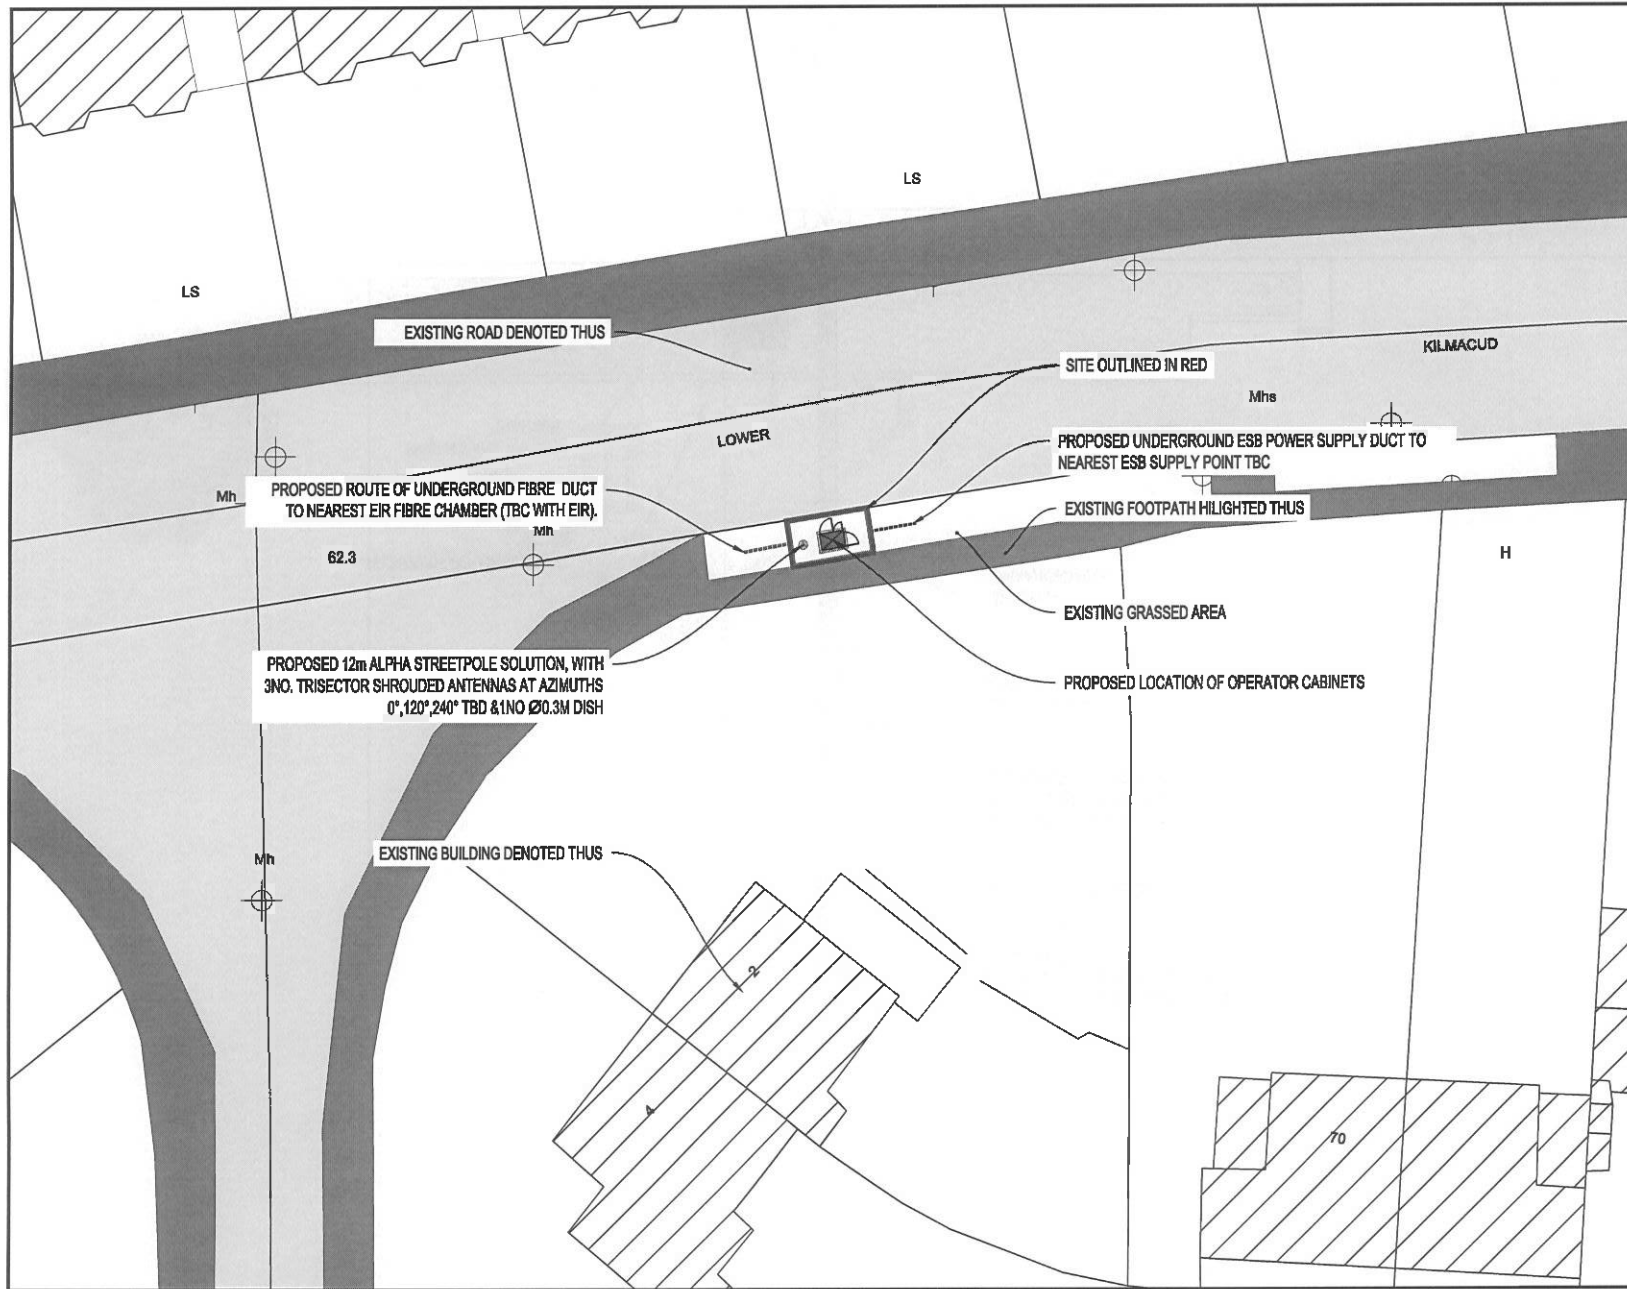 LS
LS
EXISTING ROAD DENOTED THUS
SITE OUTLINED IN RED
KILMACUD
Mhs
LOWER
PROPOSED UNDERGROUND ESB POWER SUPPLY DUCT TO
NEAREST ESB SUPPLY POINT TBC
PROPOSED ROUTE OF UNDERGROUND FIBRE DUCT
TO NEAREST EIR FIBRE CHAMBER (TBC WITH EIR).
Mh
EXISTING FOOTPATH HILIGHTED THUS
Mh
62.3
H
EXISTING GRASSED AREA
PROPOSED 12m ALPHA STREETPOLE SOLUTION, WITH
3NO. TRISECTOR SHROUDED ANTENNAS AT AZIMUTHS
0°,120°,240° TBD &1NO Ø0.3M DISH
PROPOSED LOCATION OF OPERATOR CABINETS
EXISTING BUILDING DENOTED THUS
Mh
2
4
70